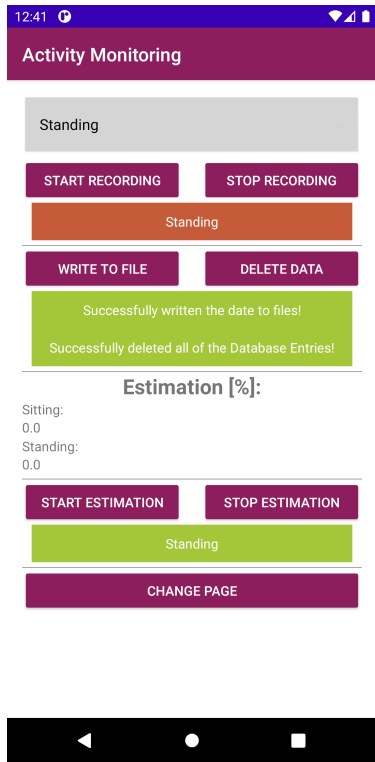 12:41
Activity Monitoring
Standing
START RECORDING STOP RECORDING
Standing
WRITE TO FILE DELETE DATA
Successfully written the date to files!
Successfully deleted all of the Database Entries!
Estimation [%]:
Sitting:
0.0
Standing:
0.0
START ESTIMATION STOP ESTIMATION
Standing
CHANGE PAGE